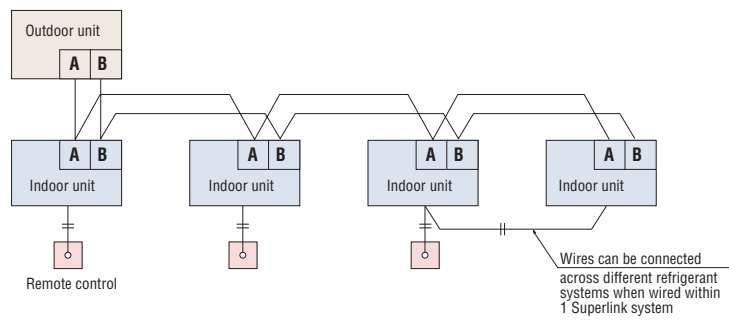 Outdoor unit
A B
A B
A B
A B
A B
Indoor unit
Indoor unit
Indoor unit
Indoor unit
Remote control
Wires can be connected
across different refrigerant
systems when wired within
1 Superlink system